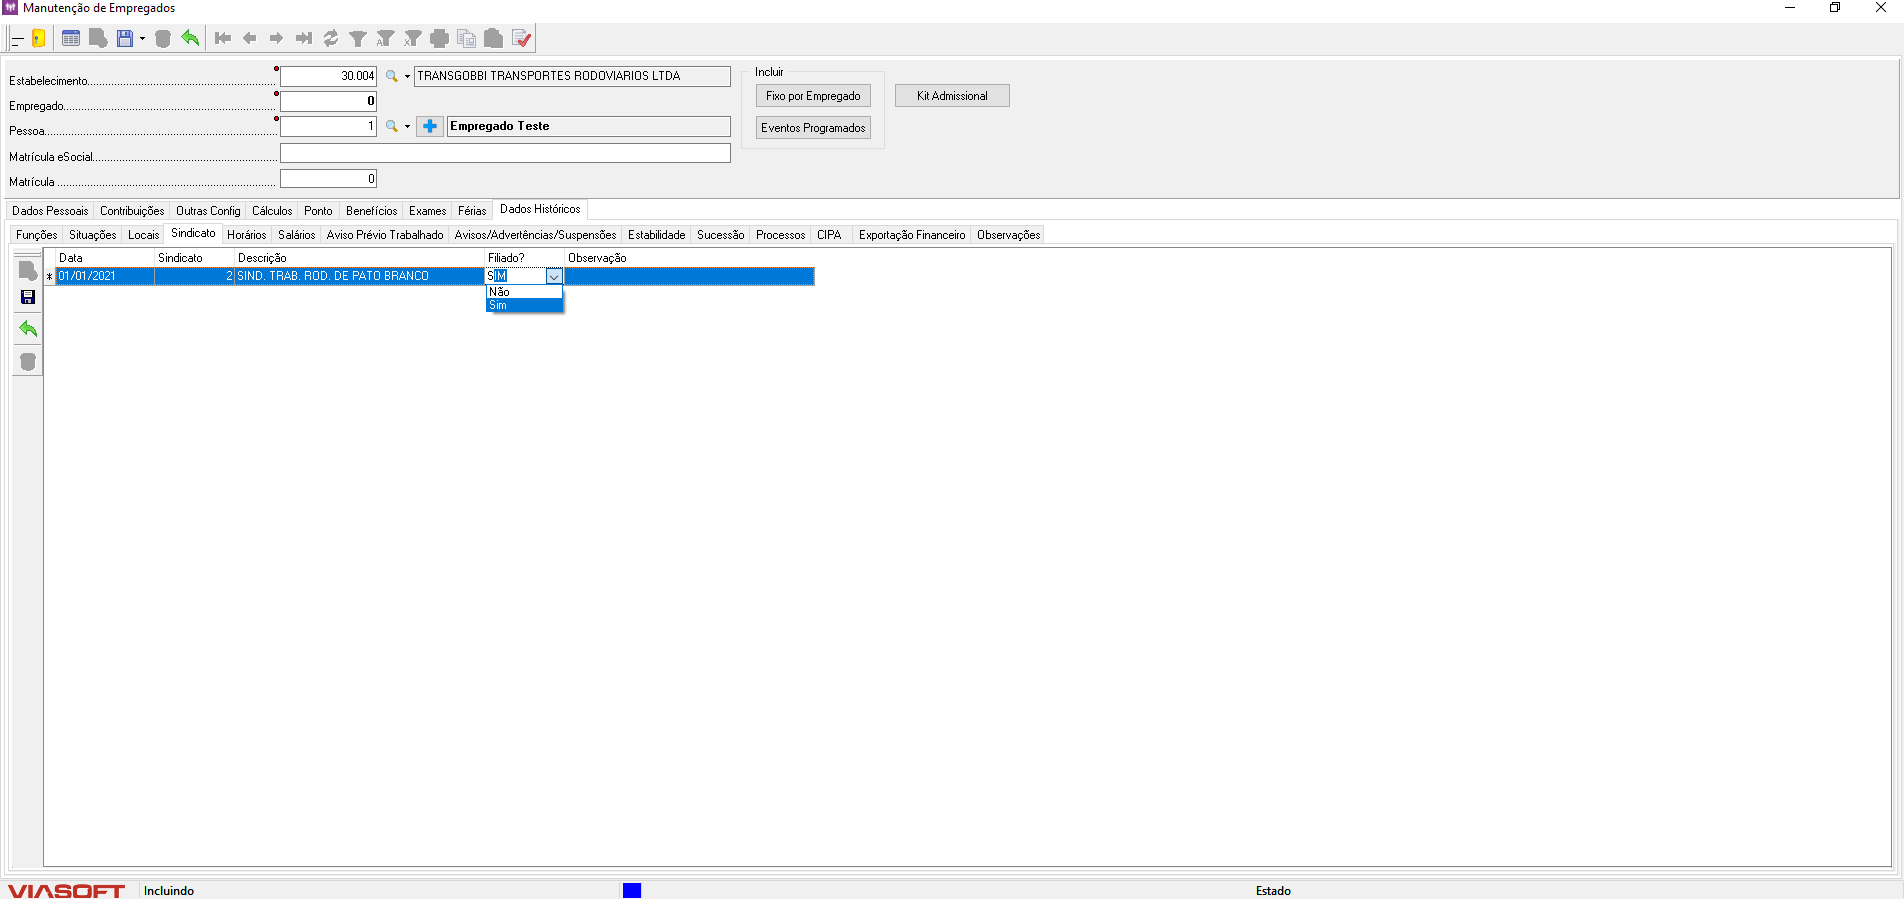 Manutenção de Empregados
Estabelecimento 30.004 TRANSGOBBI TRANSPORTES RODOVIARIOS LTDA
Empregado 0
Pessoa 1 Empregado Teste
Matrícula eSocial
Matrícula 0
Incluir
Fixo por Empregado
Eventos Programados
Kit Admissional
Dados Pessoais Contribuições Outras Config Cálculos Ponto Benefícios Exames Férias Dados Históricos
Funções Situações Locais Sindicato Horários Salários Aviso Prévio Trabalhado Avisos/Advertências/Suspensões Estabilidade Sucessão Processos CIPA Exportação Financeiro Observações
Data Sindicato Descrição Filiado? Observação
01/01/2021 2 SIND. TRAB. ROD. DE PATO BRANCO SIM
Não
Sim
VIASOFT Incluindo Estado